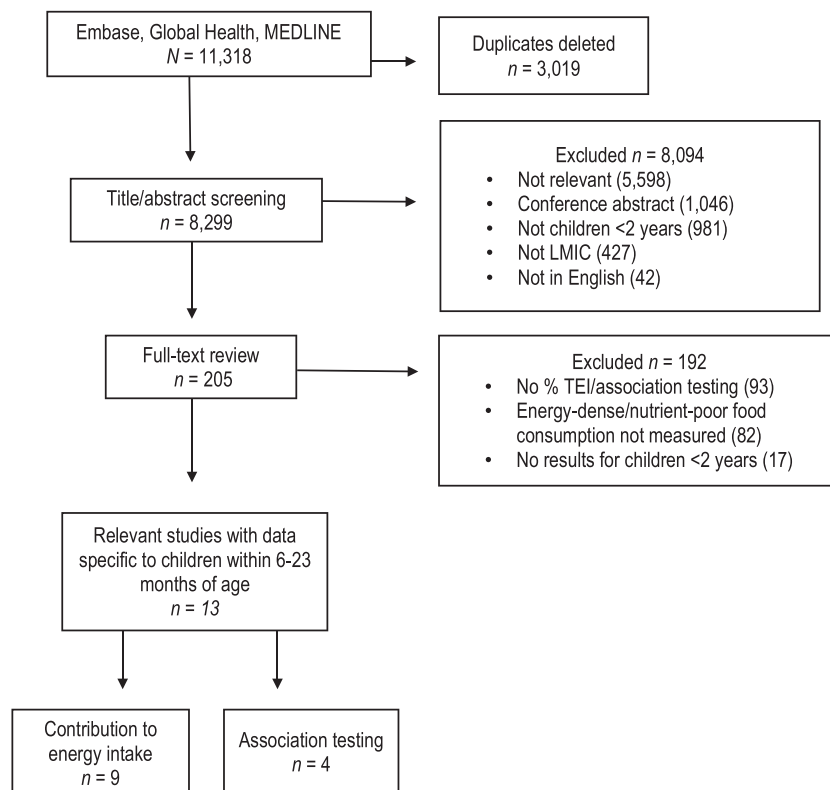 Embase, Global Health, MEDLINE
N = 11,318
Duplicates deleted
n = 3,019
Title/abstract screening
n = 8,299
Excluded n = 8,094
• Not relevant (5,598)
• Conference abstract (1,046)
• Not children <2 years (981)
• Not LMIC (427)
• Not in English (42)
Full-text review
n = 205
Excluded n = 192
• No % TEI/association testing (93)
• Energy-dense/nutrient-poor food
consumption not measured (82)
• No results for children <2 years (17)
Relevant studies with data
specific to children within 6-23
months of age
n = 13
Contribution to
energy intake
n = 9
Association testing
n = 4